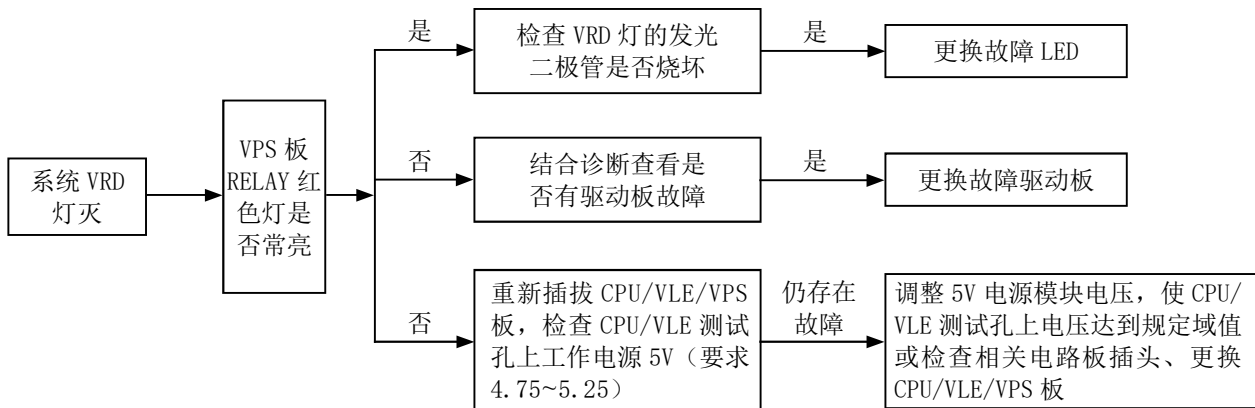 系统 VRD
灯灭
VPS 板
RELAY 红
色灯是
否常亮
是
检查 VRD 灯的发光
二极管是否烧坏
是
更换故障 LED
否
结合诊断查看是
否有驱动板故障
是
更换故障驱动板
否
重新插拔 CPU/VLE/VPS
板，检查 CPU/VLE 测试
孔上工作电源 5V（要求
4.75~5.25）
仍存在
故障
调整 5V 电源模块电压，使 CPU/
VLE 测试孔上电压达到规定域值
或检查相关电路板插头、更换
CPU/VLE/VPS 板